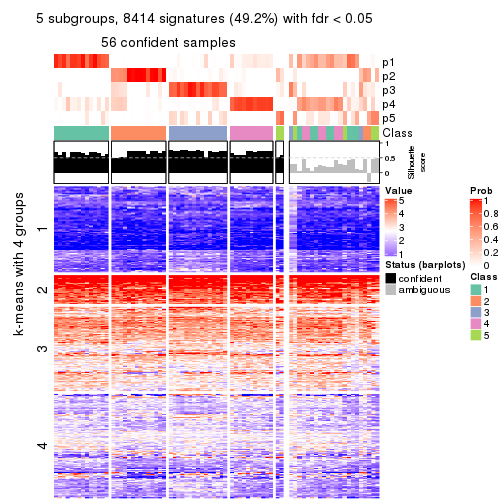 5 subgroups, 8414 signatures (49.2%) with fdr < 0.05
56 confident samples
p1
p2
p3
p4
p5
Class
1
0.5
0
Silhouette
score
k-means with 4 groups
1
2
3
4
Value
5
4
3
2
1
Status (barplots)
confident
ambiguous
Prob
1
0.8
0.6
0.4
0.2
0
Class
1
2
3
4
5